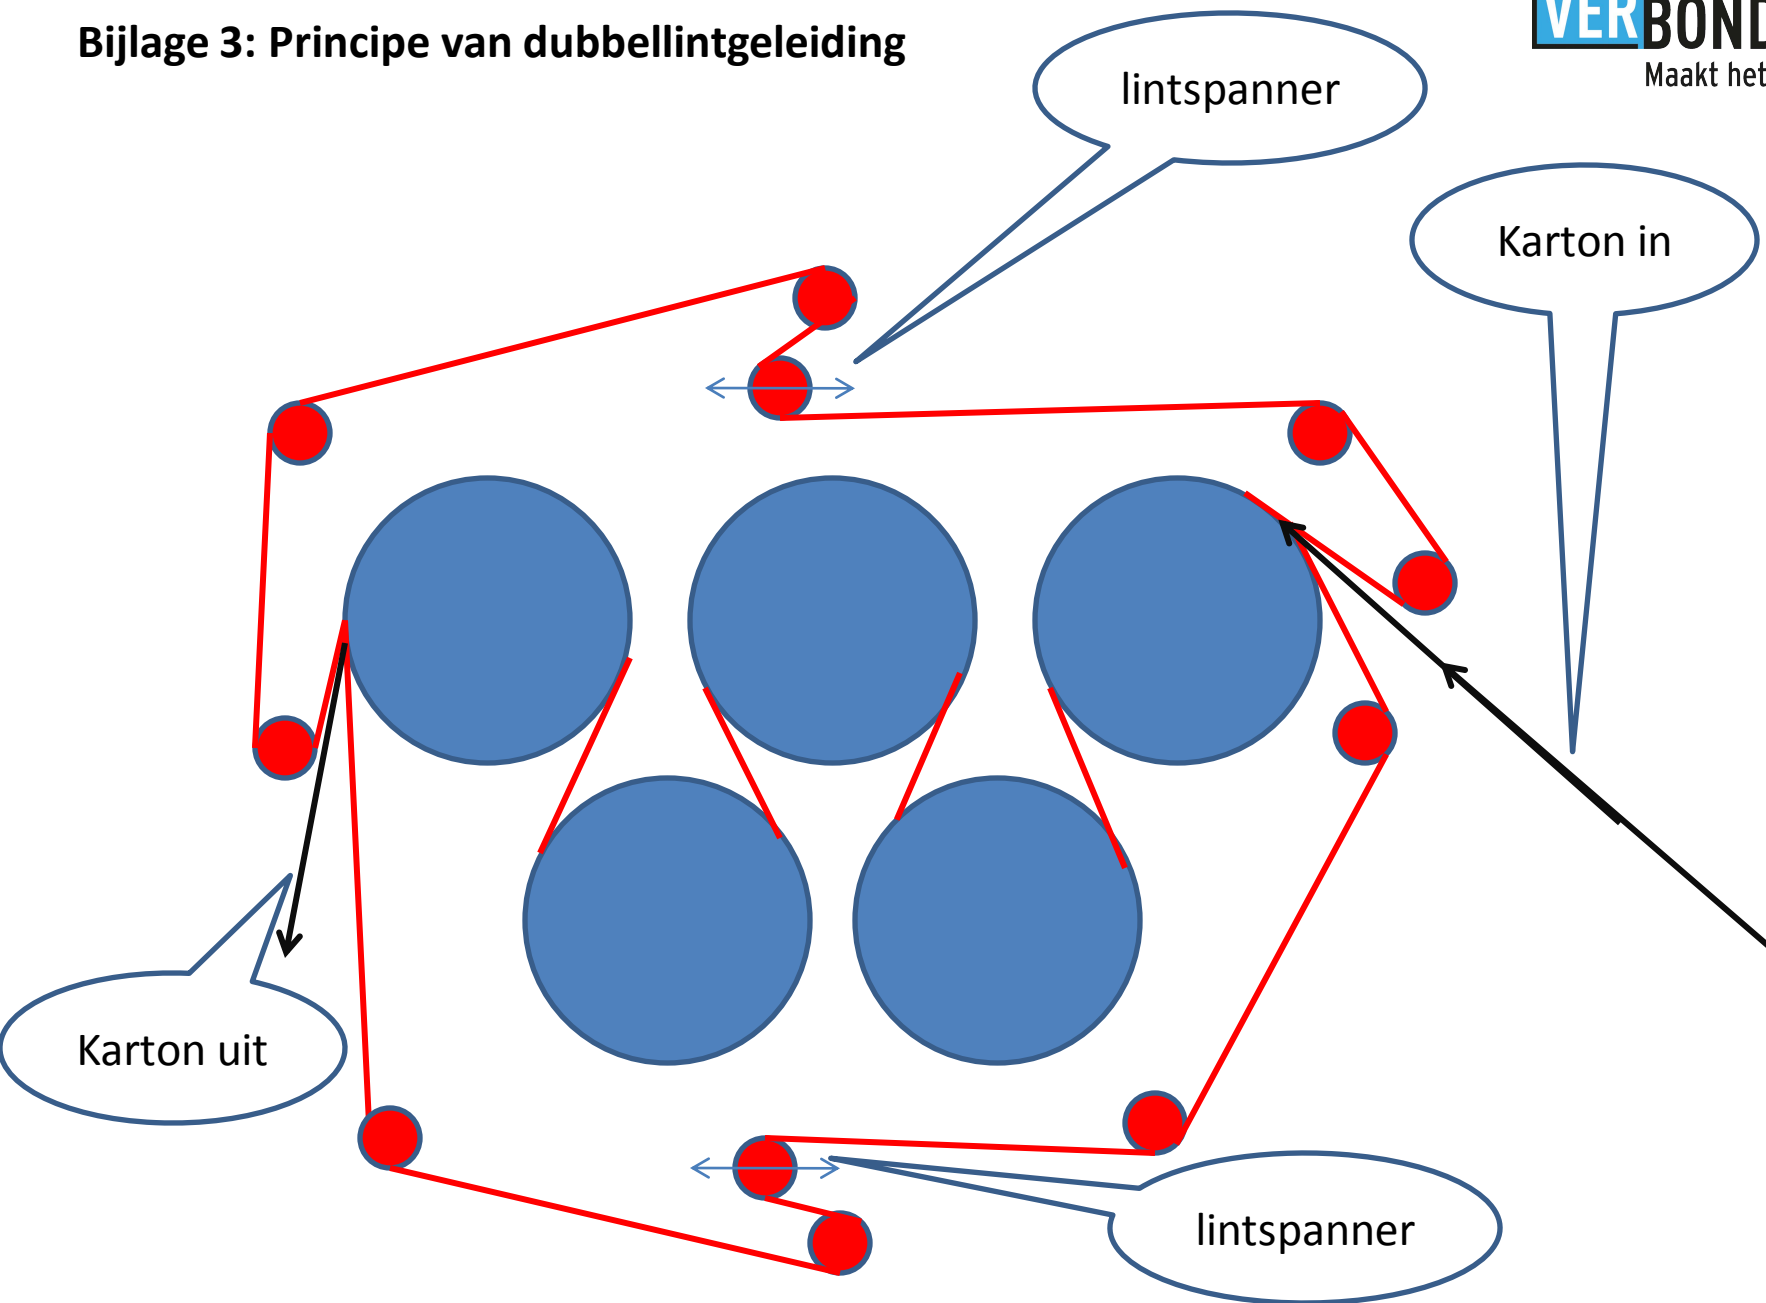 Bijlage 3: Principe van dubbellintgeleiding
VERBOND
Maakt het
lintspanner
Karton in
Karton uit
lintspanner